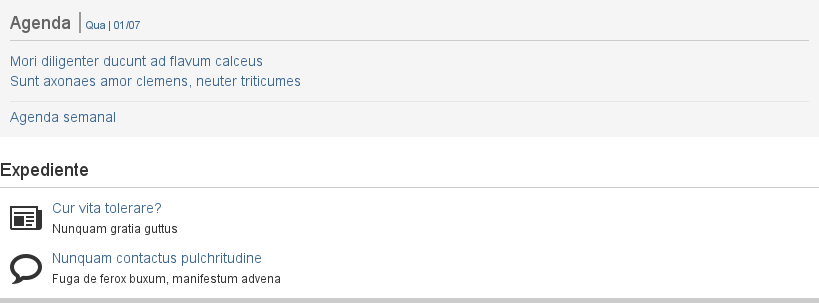 Agenda Qua | 01/07
Mori diligenter ducunt ad flavum calceus
Sunt axonaes amor clemens, neuter triticumes
Agenda semanal
Expediente
Cur vita tolerare?
Nunquam gratia guttus
Nunquam contactus pulchritudine
Fuga de ferox buxum, manifestum advena